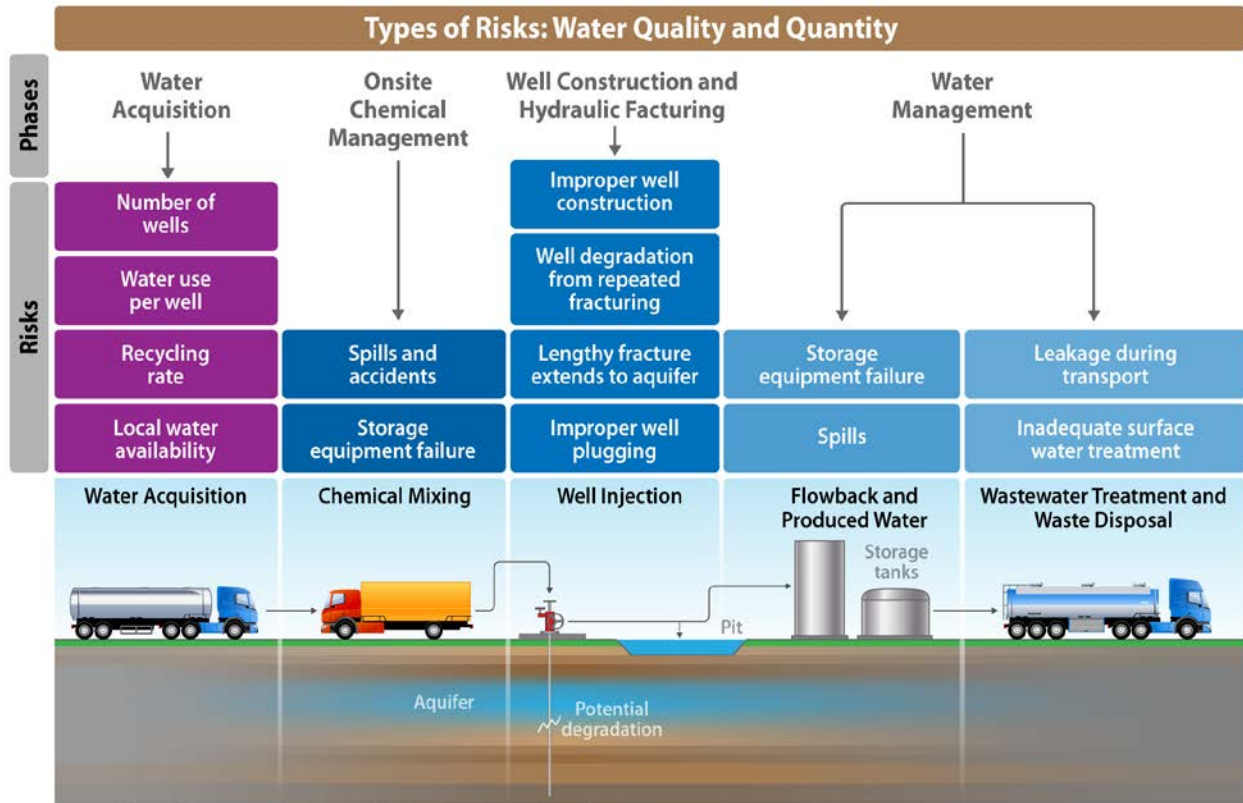 Types of Risks: Water Quality and Quantity
Phases
Water
Acquisition
Onsite
Chemical
Management
Well Construction and
Hydraulic Facturing
Water
Management
Risks
Number of
wells
Water use
per well
Recycling
rate
Local water
availability
Spills and
accidents
Storage
equipment failure
Improper well
construction
Well degradation
from repeated
fracturing
Lengthy fracture
extends to aquifer
Improper well
plugging
Storage
equipment failure
Spills
Leakage during
transport
Inadequate surface
water treatment
Water Acquisition
Chemical Mixing
Well Injection
Flowback and
Produced Water
Wastewater Treatment and
Waste Disposal
Storage
tanks
Pit
Aquifer
Potential
degradation